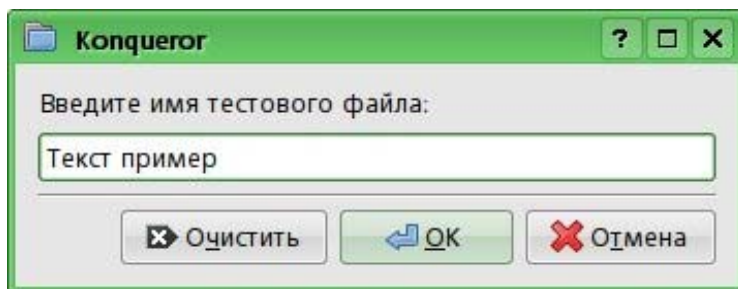 Konqueror
Введите имя тестового файла:
Текст пример
Очистить OK Отмена